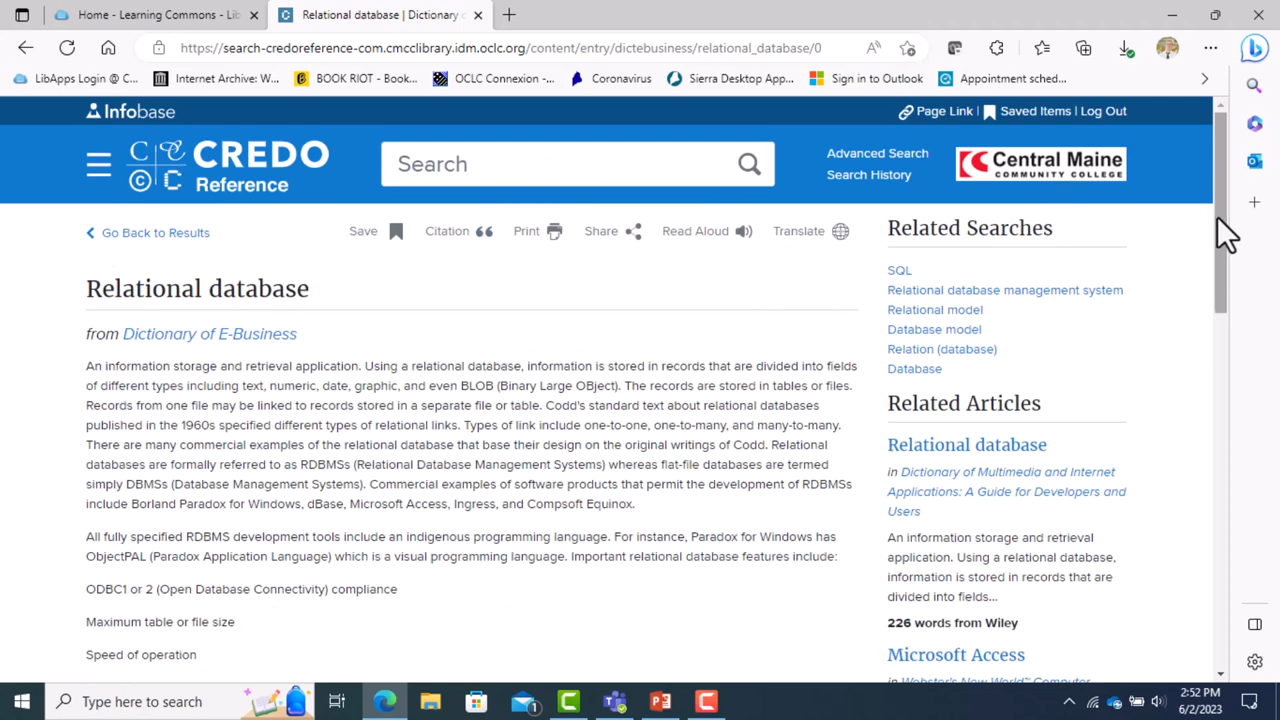 Home - Learning Commons - Lib
Relational database | Dictionary o
https://search-credoreference-com.cmcclibrary.idm.oclc.org/content/entry/dictebusiness/relational_database/0
LibApps Login @ C...
Internet Archive: W...
BOOK RIOT - Book...
OCLC Connexion -...
Coronavirus
Sierra Desktop App...
Sign in to Outlook
Appointment sched...
Infobase
Page Link | Saved Items | Log Out
CREDO
Reference
Search
Advanced Search
Search History
Central Maine
COMMUNITY COLLEGE
Go Back to Results
Save
Citation
Print
Share
Read Aloud
Translate
Relational database
from Dictionary of E-Business
An information storage and retrieval application. Using a relational database, information is stored in records that are divided into fields
of different types including text, numeric, date, graphic, and even BLOB (Binary Large OBject). The records are stored in tables or files.
Records from one file may be linked to records stored in a separate file or table. Codd's standard text about relational databases
published in the 1960s specified different types of relational links. Types of link include one-to-one, one-to-many, and many-to-many.
There are many commercial examples of the relational database that base their design on the original writings of Codd. Relational
databases are formally referred to as RDBMSs (Relational Database Management Systems) whereas flat-file databases are termed
simply DBMSs (Database Management Systems). Commercial examples of software products that permit the development of RDBMSs
include Borland Paradox for Windows, dBase, Microsoft Access, Ingress, and Compsoft Equinox.
All fully specified RDBMS development tools include an indigenous programming language. For instance, Paradox for Windows has
ObjectPAL (Paradox Application Language) which is a visual programming language. Important relational database features include:
ODBC1 or 2 (Open Database Connectivity) compliance
Maximum table or file size
Speed of operation
Related Searches
SQL
Relational database management system
Relational model
Database model
Relation (database)
Database
Related Articles
Relational database
in Dictionary of Multimedia and Internet
Applications: A Guide for Developers and
Users
An information storage and retrieval
application. Using a relational database,
information is stored in records that are
divided into fields...
226 words from Wiley
Microsoft Access
in Webster's New World™ Computer
Type here to search
2:52 PM
6/2/2023